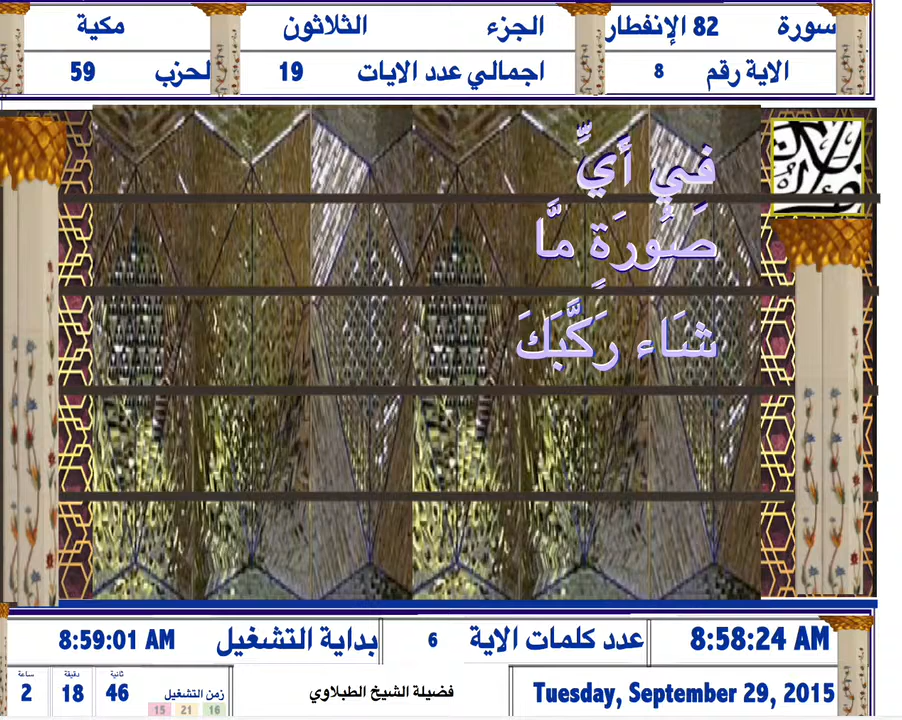 سورة 82 الإنفطار الجزء الثلاثون مكية
الاية رقم 8 اجمالي عدد الايات 19 لحزب 59
فِي أَيِّ
صُورَةٍ مَّا
شَاء رَكَّبَكَ
8:58:24 AM عدد كلمات الاية 6 بداية التشغيل 8:59:01 AM
Tuesday, September 29, 2015
فضيلة الشيخ الطبلاوي
زمن التشغيل ثانية 46 دقيقة 18 ساعة 2
16 21 15